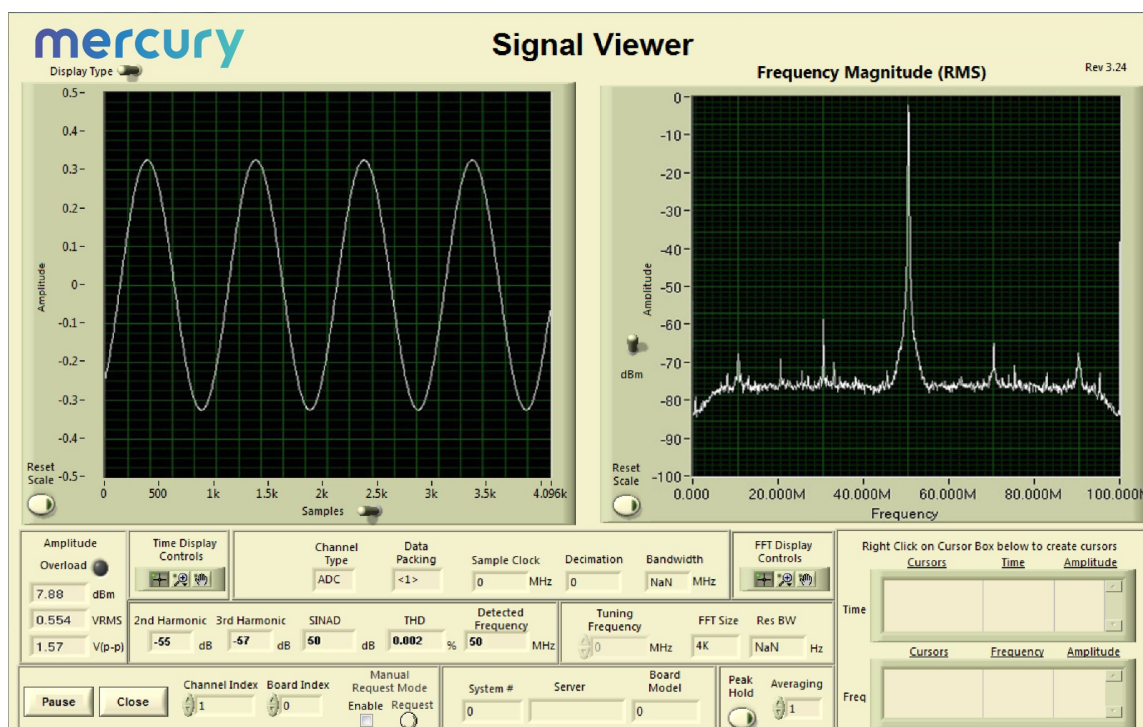 mercury
Signal Viewer
Display Type
Frequency Magnitude (RMS)
Rev 3.24
0.5
0.4
0.3
0.2
0.1
0
-0.1
-0.2
-0.3
-0.4
-0.5
Amplitude
Reset Scale
0 500 1k 1.5k 2k 2.5k 3k 3.5k 4.096k
Samples
0
-10
-20
-30
-40
-50
-60
-70
-80
-90
-100
Amplitude
dBm
Reset Scale
0.000 20.000M 40.000M 60.000M 80.000M 100.000M
Frequency
Amplitude
Overload
7.88 dBm
0.554 VRMS
1.57 V(p-p)
Time Display Controls
Channel Type
ADC
Data Packing
<1>
Sample Clock
0 MHz
Decimation
0
Bandwidth
NaN MHz
FFT Display Controls
2nd Harmonic
-55 dB
3rd Harmonic
-57 dB
SINAD
50 dB
THD
0.002 %
Detected Frequency
50 MHz
Tuning Frequency
0 MHz
FFT Size
4K
Res BW
NaN Hz
Right Click on Cursor Box below to create cursors
Cursors Time Amplitude
Time
Cursors Frequency Amplitude
Freq
Pause
Close
Channel Index
1
Board Index
0
Manual Request Mode
Enable Request
System #
0
Server
Board Model
0
Peak Hold
Averaging
1